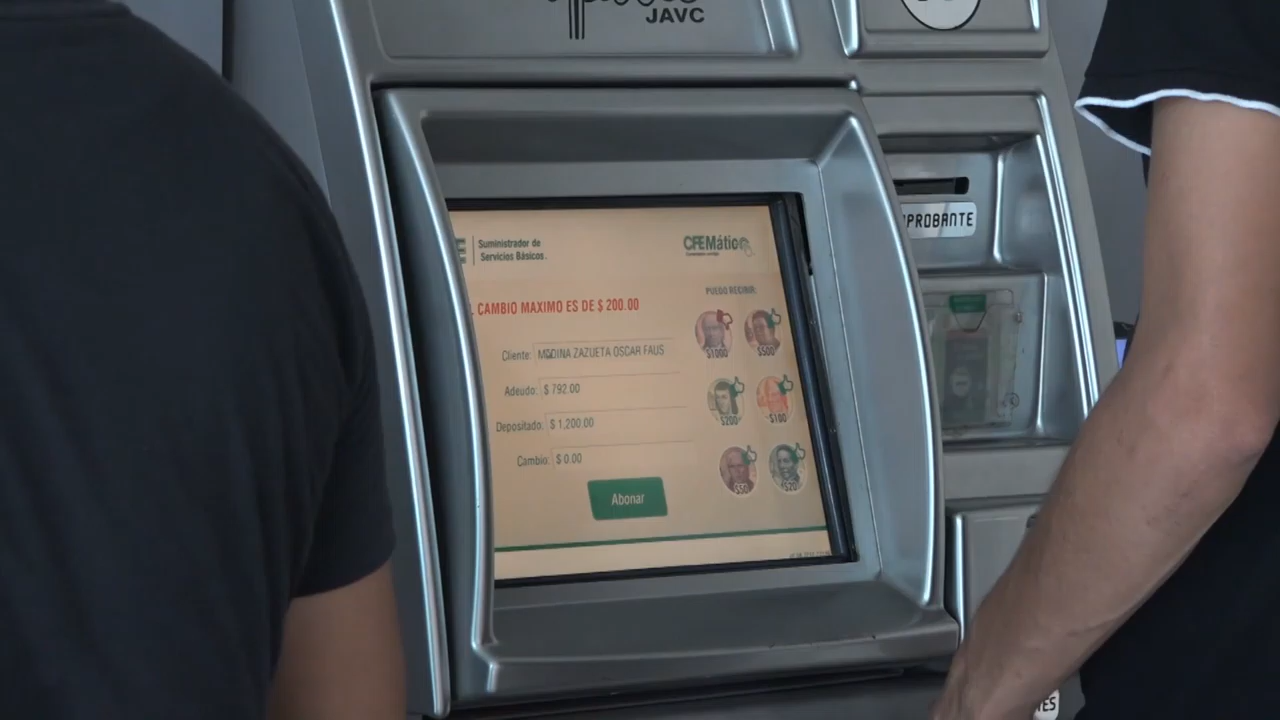 JAVC
Suministrador de
Servicios Básicos.
CFEMático
PUEDO RECIBIR:
CAMBIO MAXIMO ES DE $ 200.00
$1000
$500
Cliente: MEDINA ZAZUETA OSCAR FAUS
Adeudo: $ 792.00
$200
$100
Depositado: $ 1,200.00
Cambio: $ 0.00
$50
$20
Abonar
PROBANTE